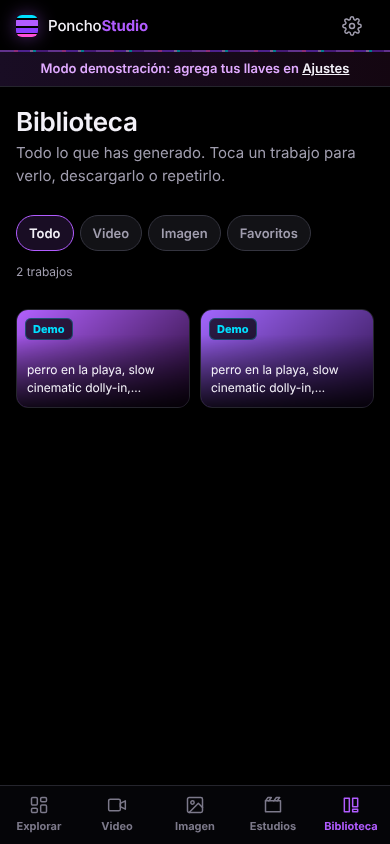 PonchoStudio
Modo demostración: agrega tus llaves en Ajustes
Biblioteca
Todo lo que has generado. Toca un trabajo para
verlo, descargarlo o repetirlo.
Todo Video Imagen Favoritos
2 trabajos
Demo
perro en la playa, slow
cinematic dolly-in,...
Demo
perro en la playa, slow
cinematic dolly-in,...
Explorar Video Imagen Estudios Biblioteca